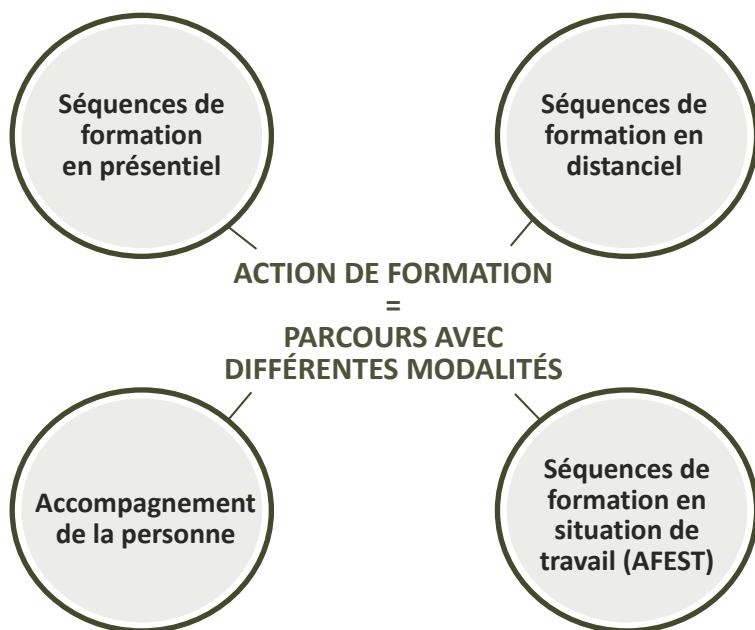 Séquences de
formation
en présentiel
Séquences de
formation en
distanciel
ACTION DE FORMATION
=
PARCOURS AVEC
DIFFÉRENTES MODALITÉS
Accompagnement
de la personne
Séquences de
formation en
situation de
travail (AFEST)